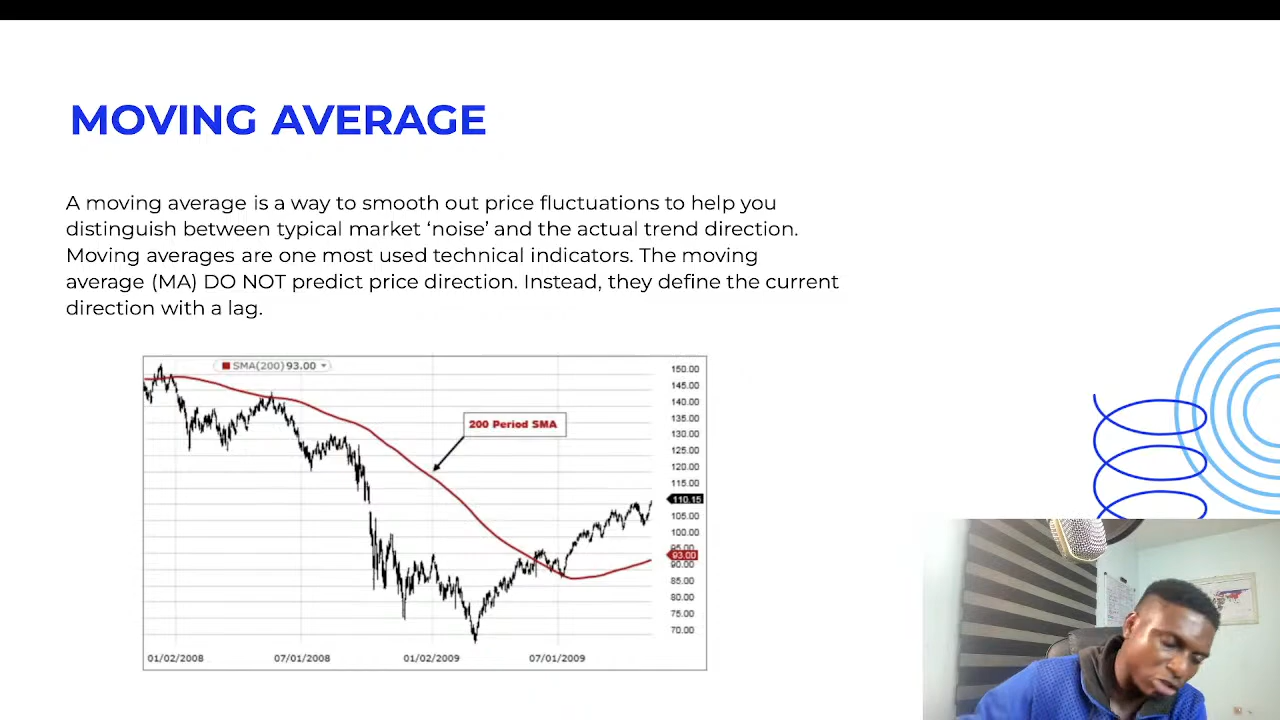 MOVING AVERAGE
A moving average is a way to smooth out price fluctuations to help you
distinguish between typical market ‘noise’ and the actual trend direction.
Moving averages are one most used technical indicators. The moving
average (MA) DO NOT predict price direction. Instead, they define the current
direction with a lag.
SMA(200) 93.00
200 Period SMA
150.00
145.00
140.00
135.00
130.00
125.00
120.00
115.00
110.15
105.00
100.00
95.00
93.00
90.00
85.00
80.00
75.00
70.00
01/02/2008 07/01/2008 01/02/2009 07/01/2009